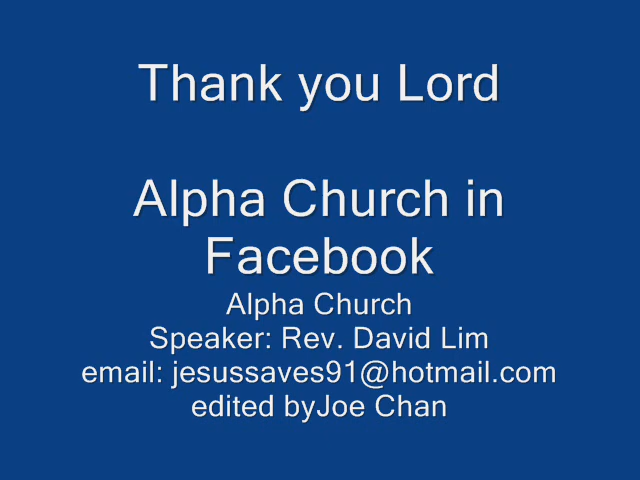 Thank you Lord
Alpha Church in
Facebook
Alpha Church
Speaker: Rev. David Lim
email: jesussaves91@hotmail.com
edited byJoe Chan